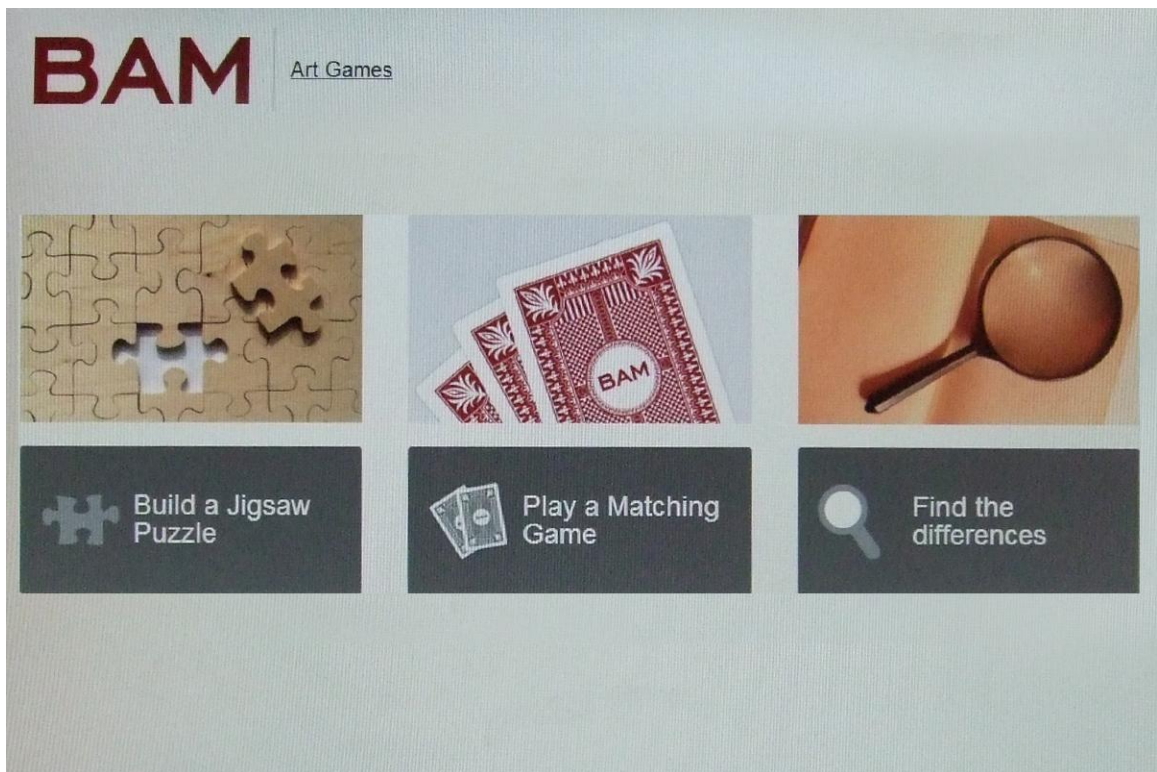 BAM
Art Games
BAM
Build a Jigsaw
Puzzle
Play a Matching
Game
Find the
differences